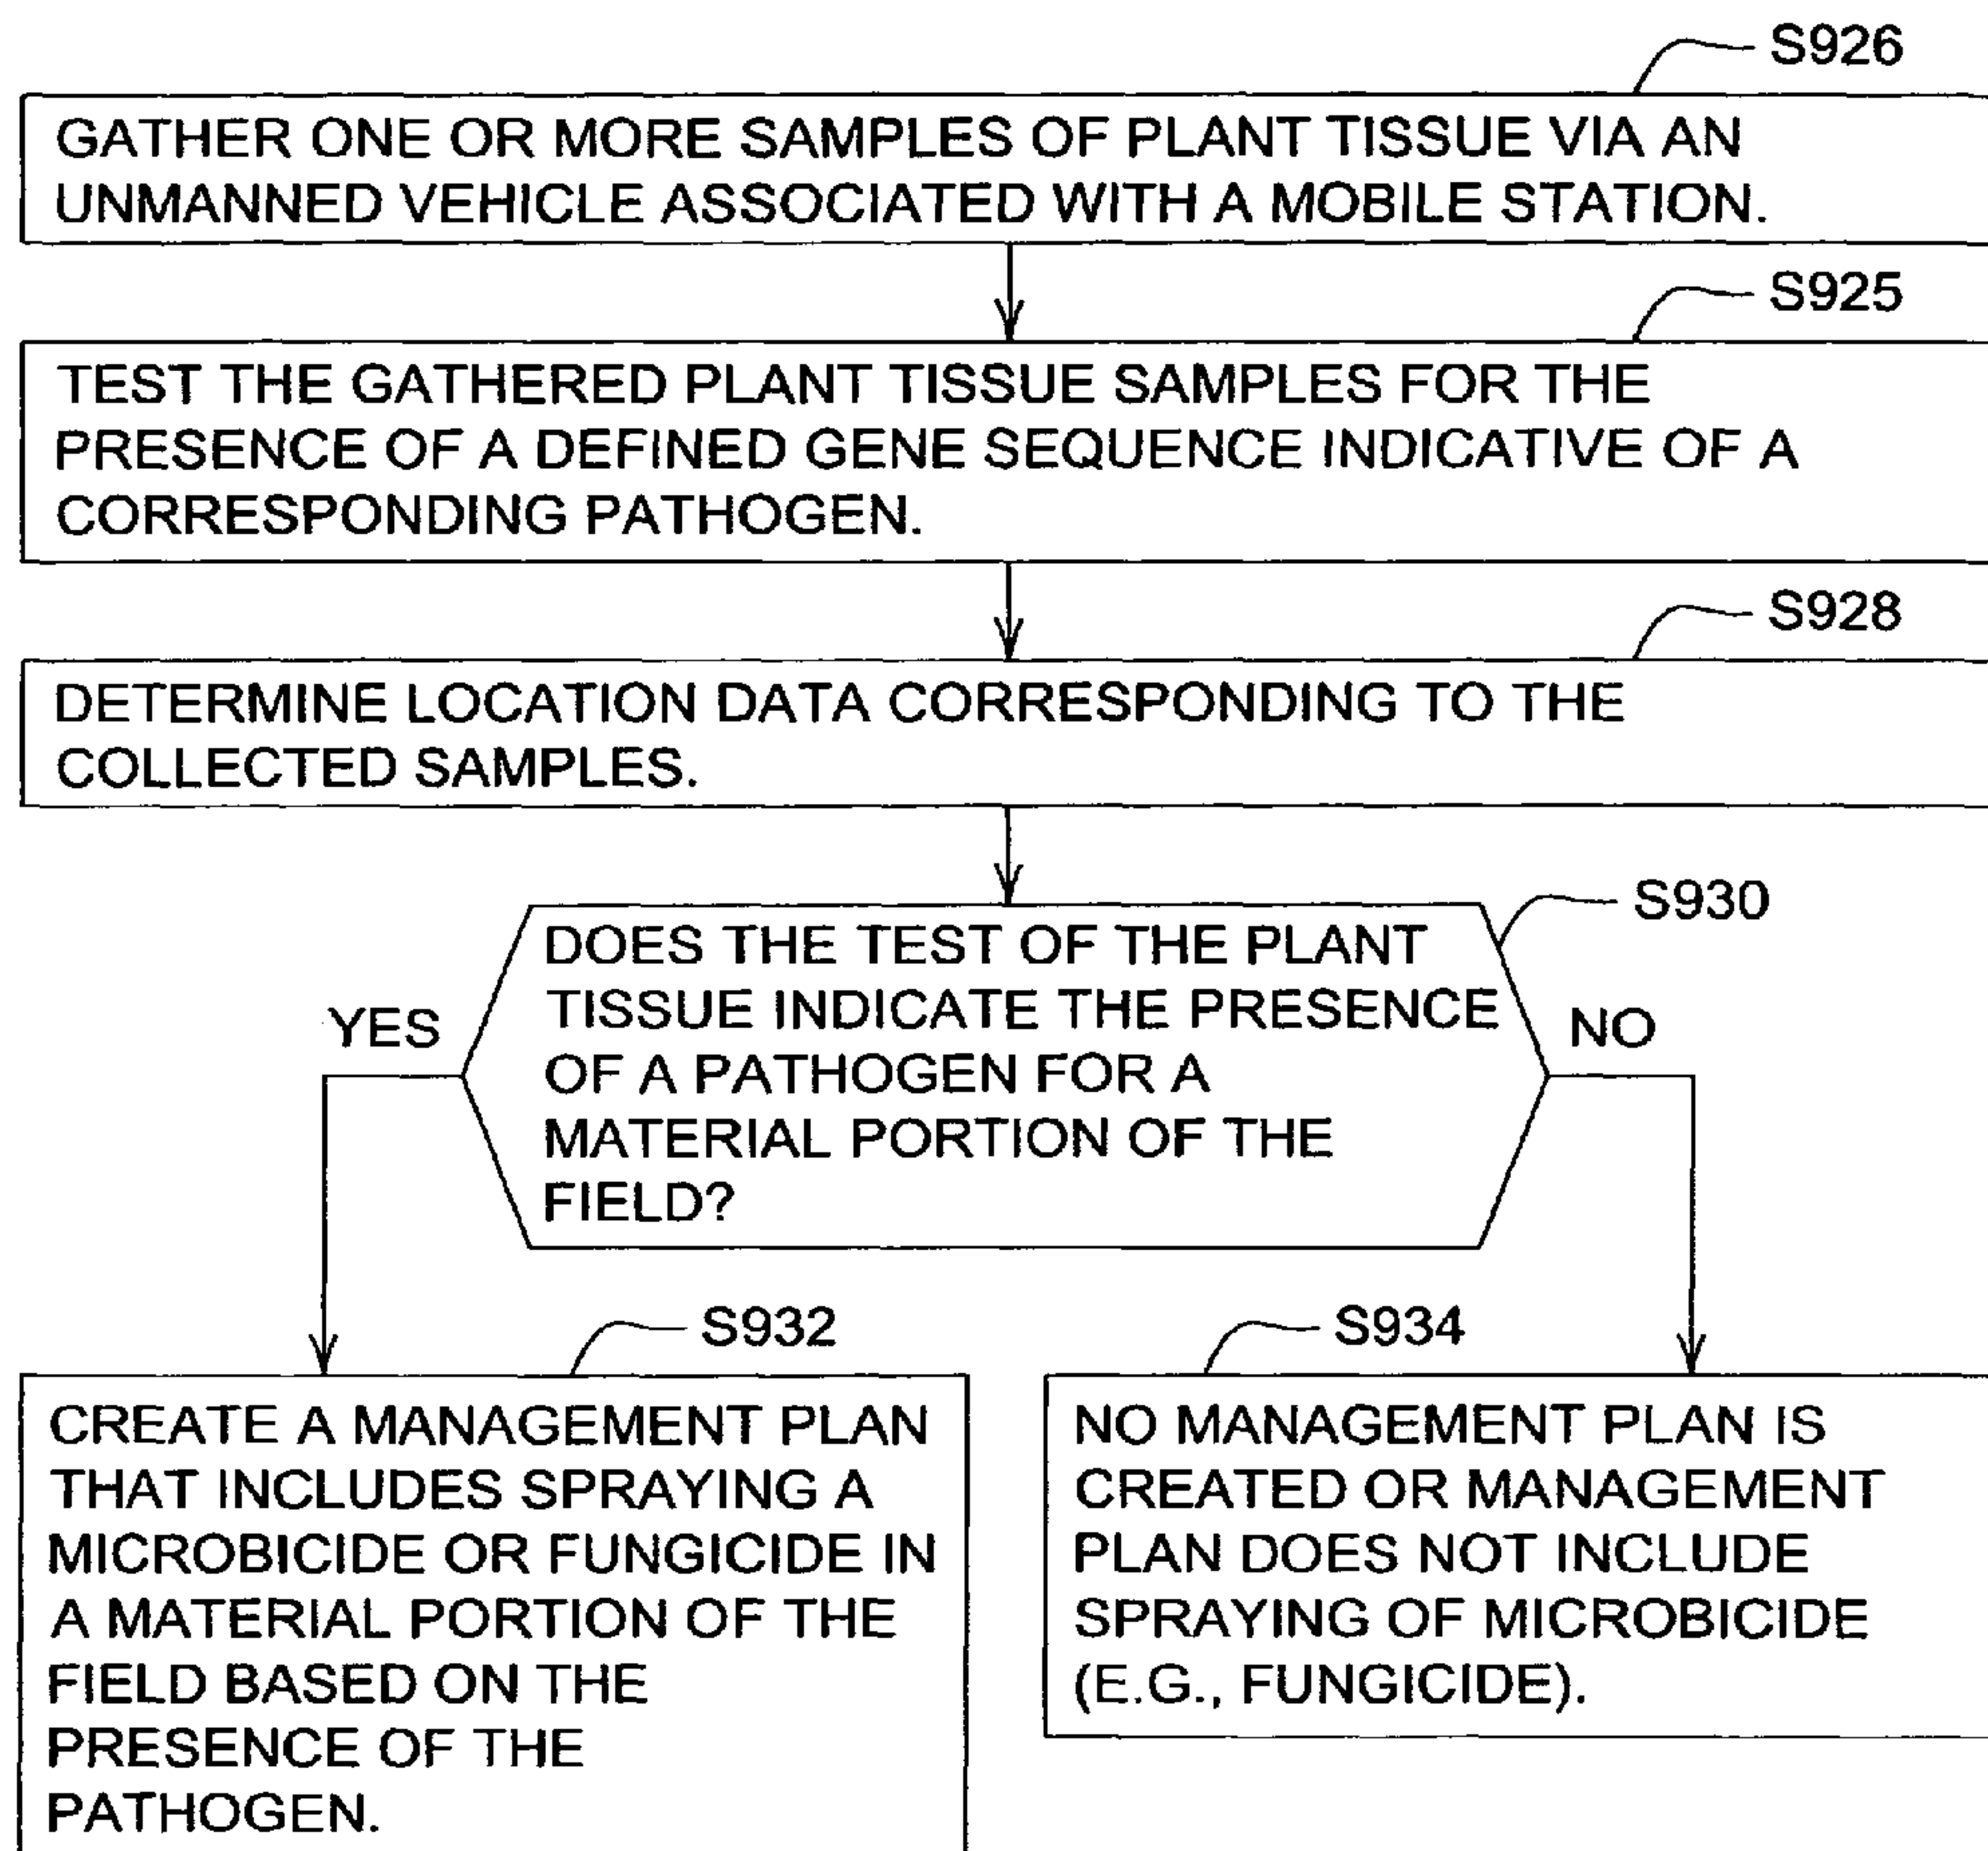 S926
GATHER ONE OR MORE SAMPLES OF PLANT TISSUE VIA AN
UNMANNED VEHICLE ASSOCIATED WITH A MOBILE STATION.
S925
TEST THE GATHERED PLANT TISSUE SAMPLES FOR THE
PRESENCE OF A DEFINED GENE SEQUENCE INDICATIVE OF A
CORRESPONDING PATHOGEN.
S928
DETERMINE LOCATION DATA CORRESPONDING TO THE
COLLECTED SAMPLES.
S930
DOES THE TEST OF THE PLANT
TISSUE INDICATE THE PRESENCE
OF A PATHOGEN FOR A
MATERIAL PORTION OF THE
FIELD?
YES
NO
S932
CREATE A MANAGEMENT PLAN
THAT INCLUDES SPRAYING A
MICROBICIDE OR FUNGICIDE IN
A MATERIAL PORTION OF THE
FIELD BASED ON THE
PRESENCE OF THE
PATHOGEN.
S934
NO MANAGEMENT PLAN IS
CREATED OR MANAGEMENT
PLAN DOES NOT INCLUDE
SPRAYING OF MICROBICIDE
(E.G., FUNGICIDE).